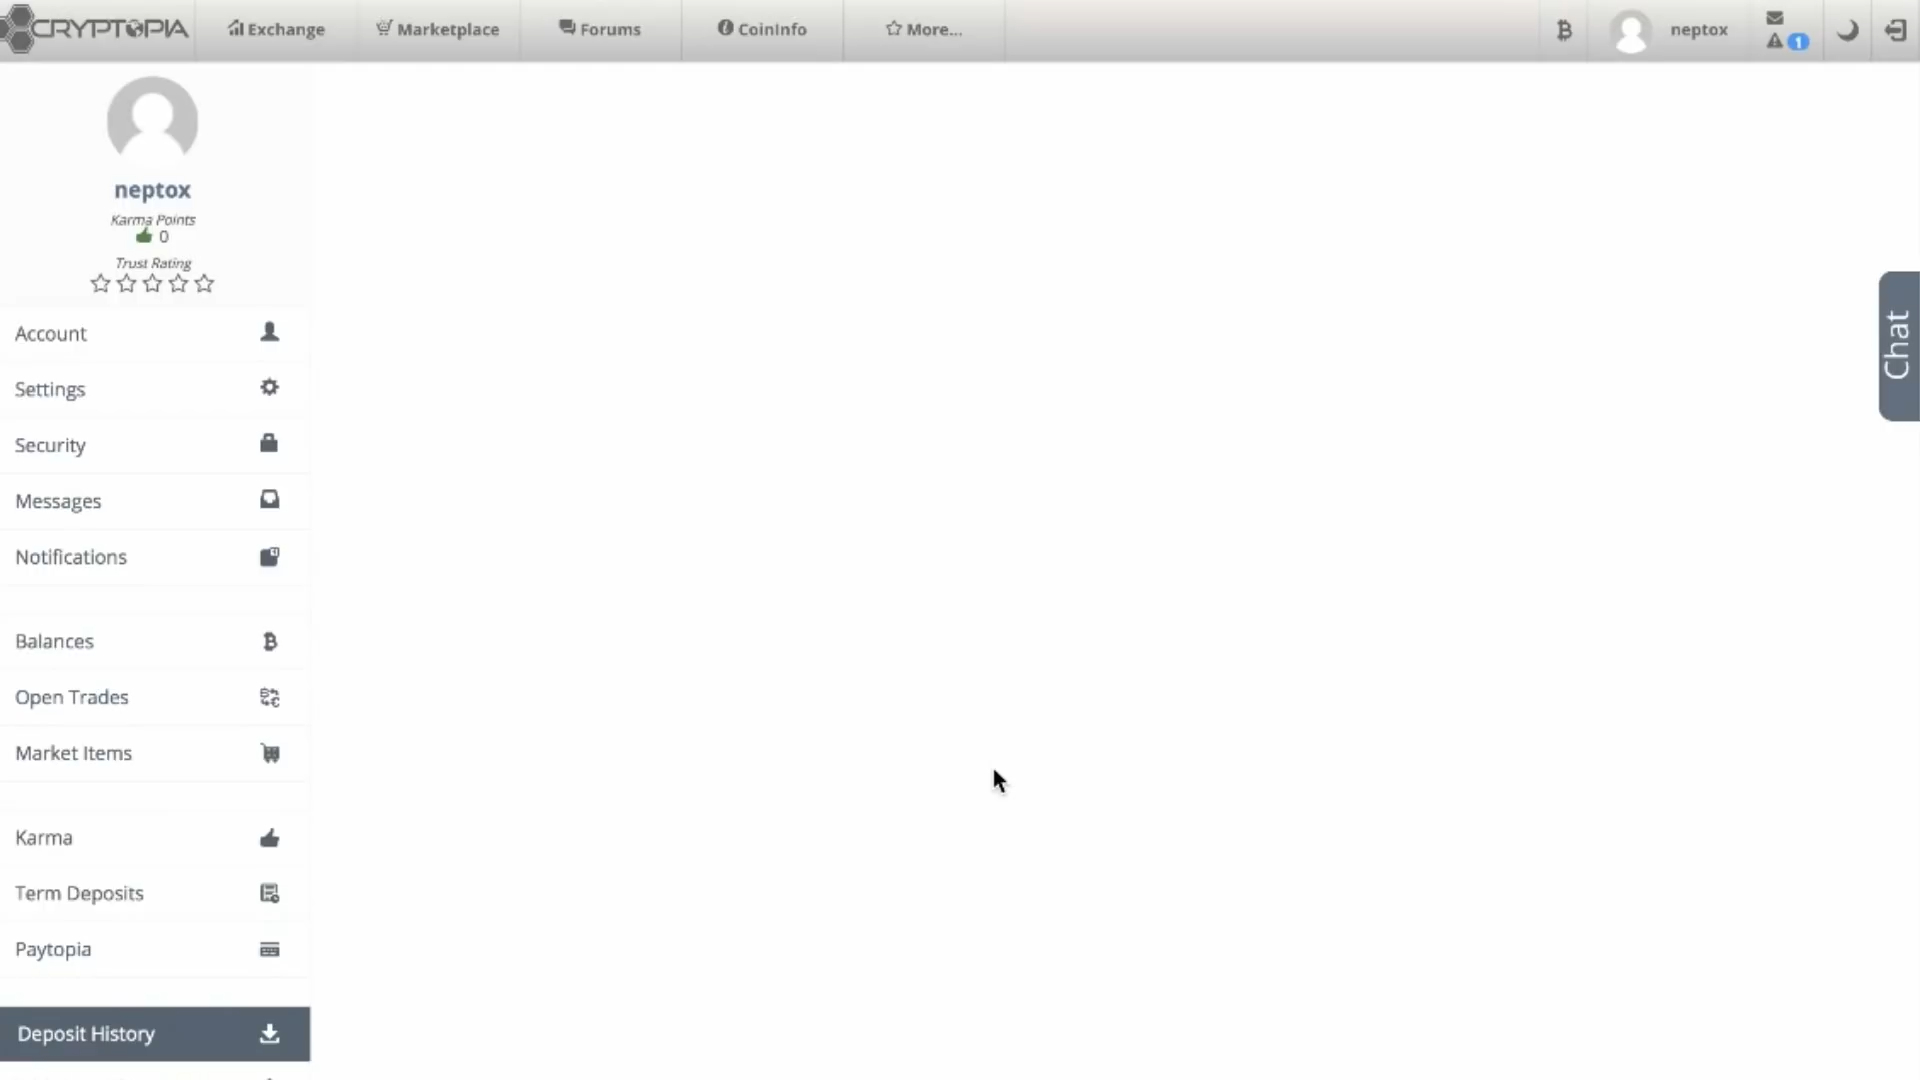 CRYPTOPIA
Exchange
Marketplace
Forums
CoinInfo
More...
neptox
1
neptox
Karma Points
0
Trust Rating
Account
Settings
Security
Messages
Notifications
Balances
Open Trades
Market Items
Karma
Term Deposits
Paytopia
Deposit History
Chat